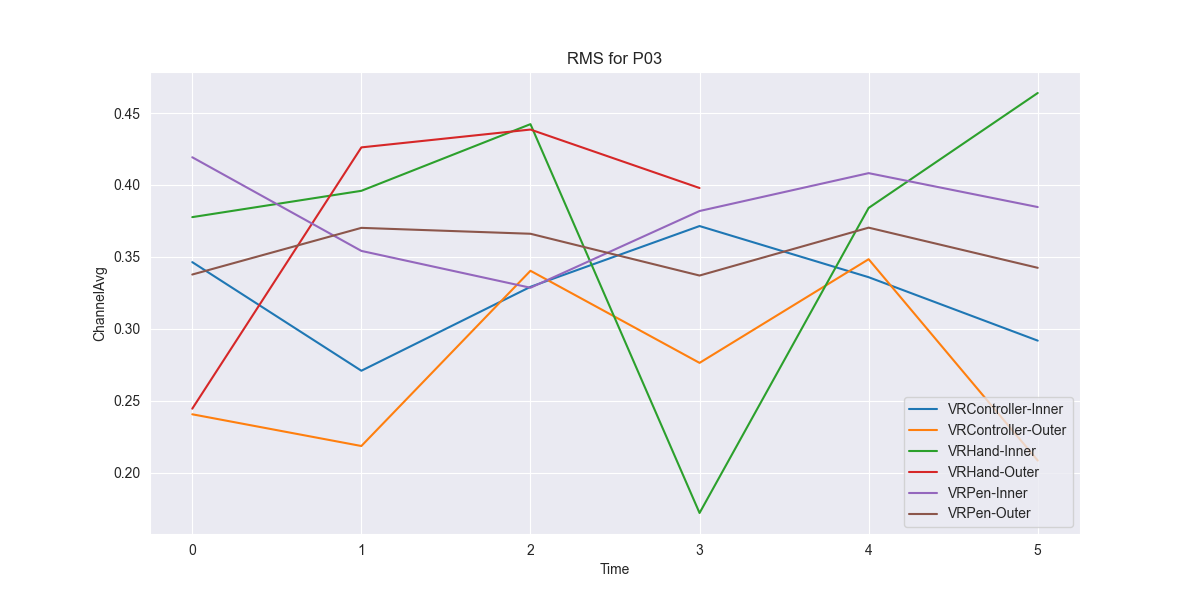 RMS for P03
ChannelAvg
0.45
0.40
0.35
0.30
0.25
0.20
0 1 2 3 4 5
Time
VRController-Inner
VRController-Outer
VRHand-Inner
VRHand-Outer
VRPen-Inner
VRPen-Outer